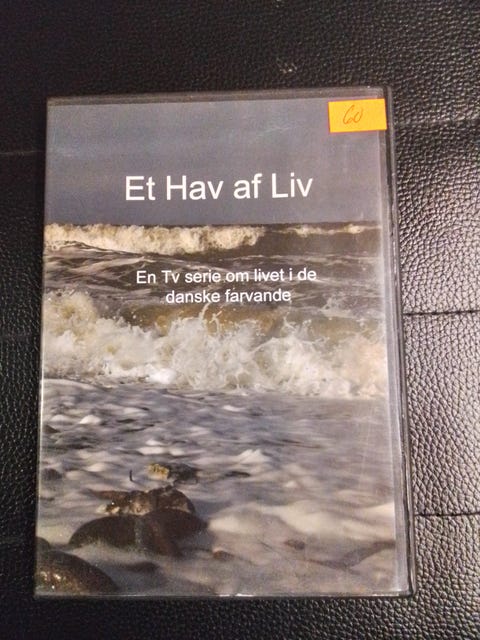 60
Et Hav af Liv
En Tv serie om livet i de
danske farvande